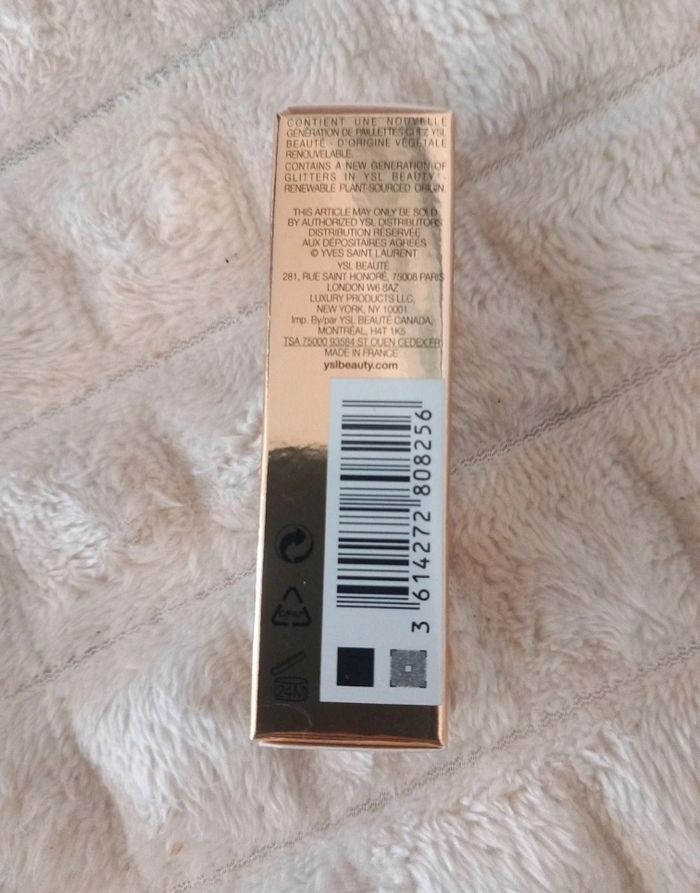 CONTIENT UNE NOUVELLE
GÉNÉRATION DE PAILLETTES CHEZ YSL
BEAUTÉ - D'ORIGINE VÉGÉTALE
RENOUVELABLE.
CONTAINS A NEW GENERATION OF
GLITTERS IN YSL BEAUTY -
RENEWABLE PLANT-SOURCED ORIGIN.
THIS ARTICLE MAY ONLY BE SOLD
BY AUTHORIZED YSL DISTRIBUTORS
DISTRIBUTION RÉSERVÉE
AUX DÉPOSITAIRES AGRÉÉS
© YVES SAINT LAURENT
YSL BEAUTÉ
281, RUE SAINT HONORÉ, 75008 PARIS
LONDON W6 8AZ
LUXURY PRODUCTS LLC,
NEW YORK, NY 10001
Imp. By/par YSL BEAUTÉ CANADA,
MONTRÉAL, H4T 1K5
TSA 75000 93584 ST OUEN CEDEX FR
MADE IN FRANCE
yslbeauty.com
3 614272 808256
24M